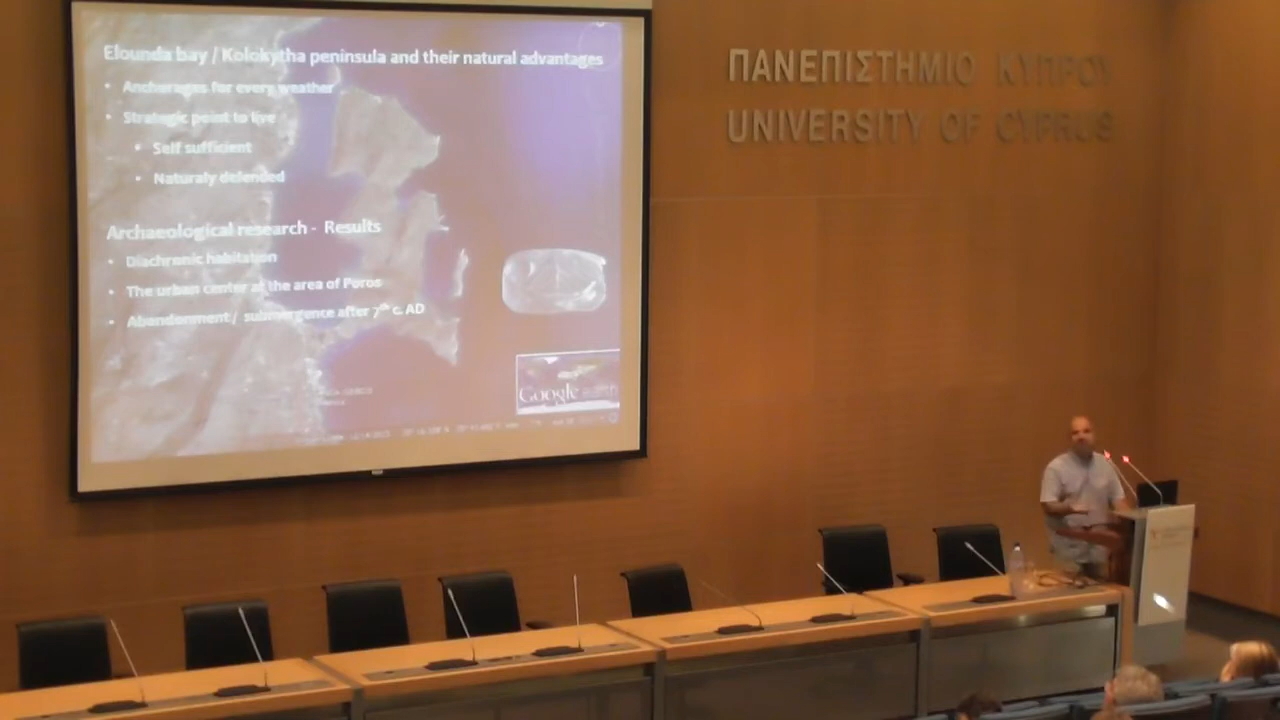 Elounda bay / Kolokytha peninsula and their natural advantages
• Anchorages for every weather
• Strategic point to live
• Self sufficient
• Naturaly defended
Archaeological research - Results
• Diachronic habitation
• The urban center at the area of Poros
• Abandonment / submergence after 7th c. AD
Google
ΠΑΝΕΠΙΣΤΗΜΙΟ ΚΥΠΡΟΥ
UNIVERSITY OF CYPRUS